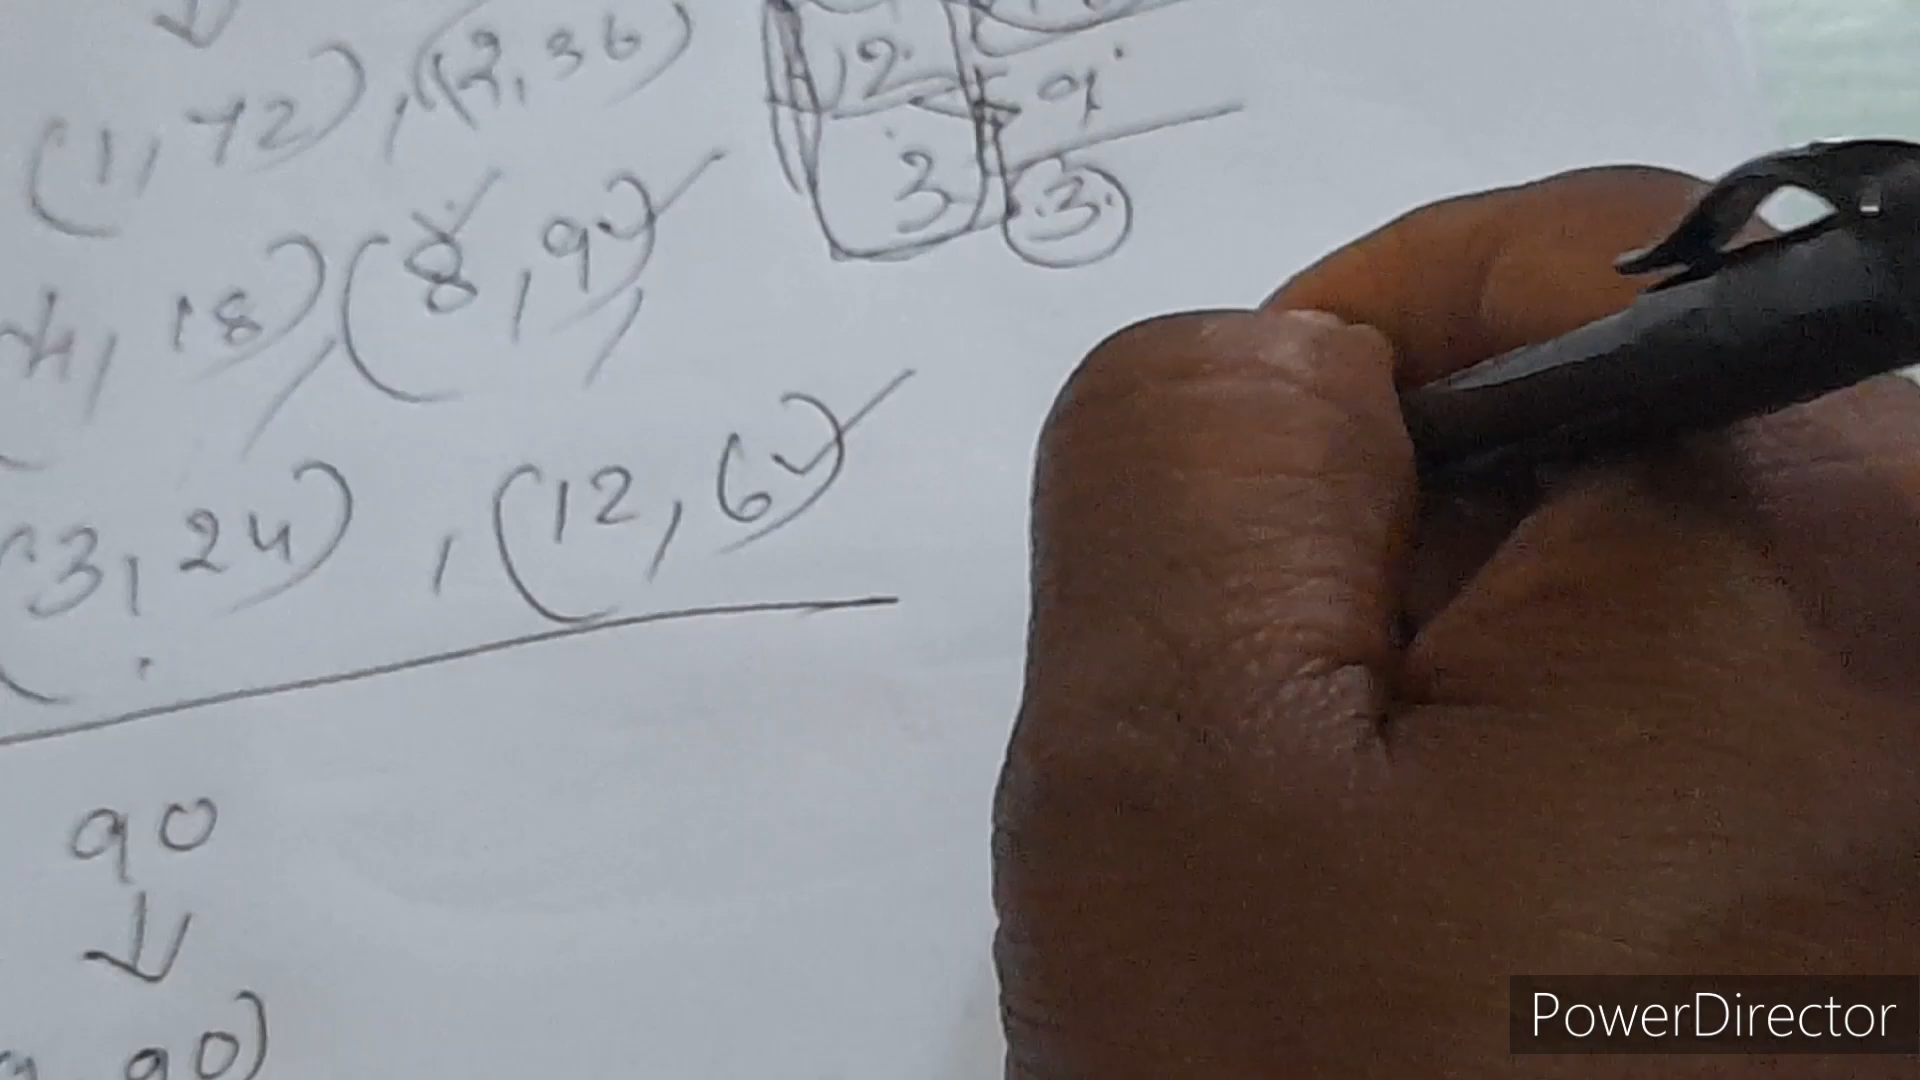 (1, 72), (2, 36)
4, 18) (8, 9),
(3, 24), (12, 6)
12
9
3
3
90
90)
PowerDirector